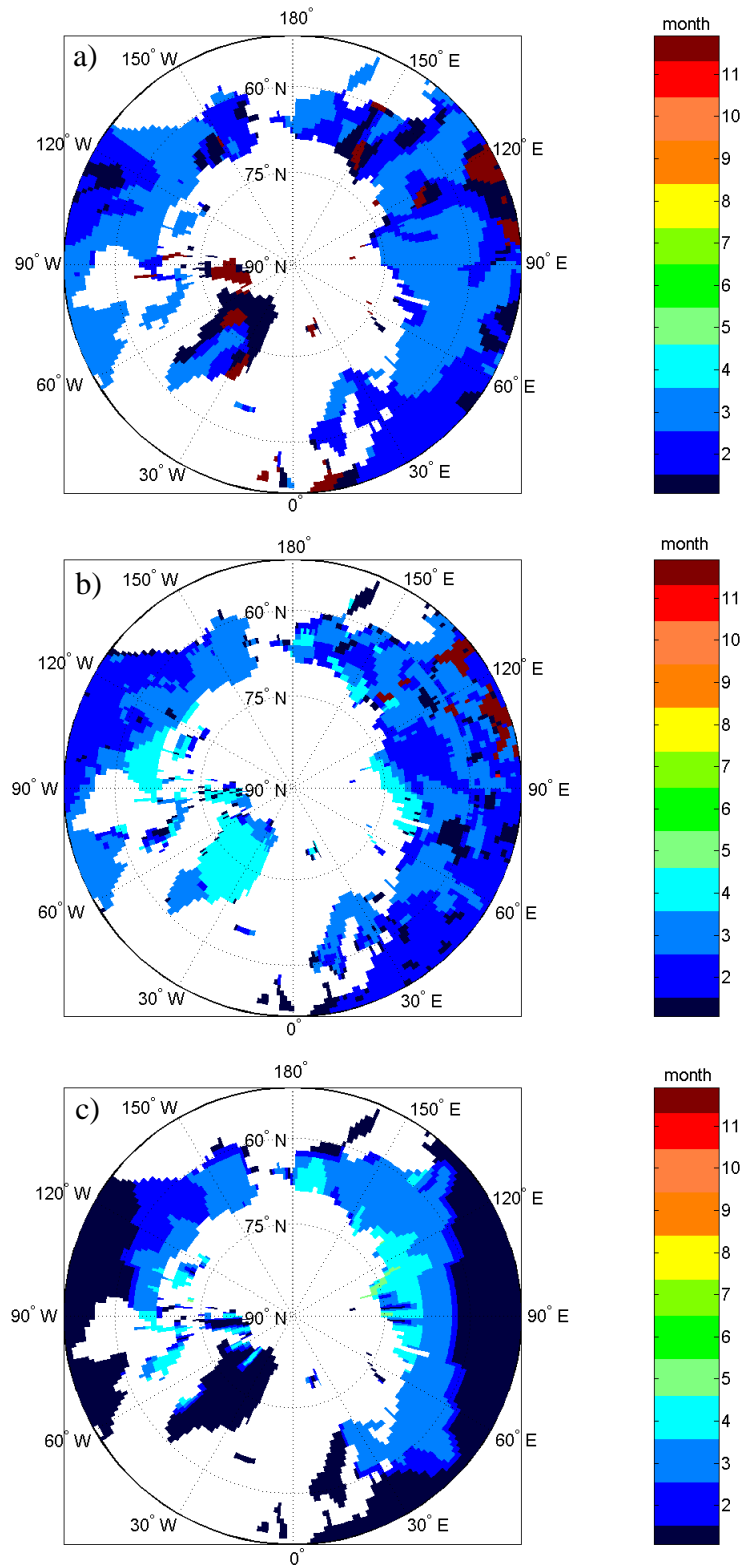 180°
month
a)
150° W
150° E
60° N
11
10
120° W
120° E
75° N
9
8
7
90° W
90° N
90° E
6
5
4
60° W
60° E
3
2
30° W
30° E
0°
180°
month
b)
150° W
150° E
60° N
11
10
120° W
120° E
75° N
9
8
7
90° W
90° N
90° E
6
5
4
60° W
60° E
3
2
30° W
30° E
0°
180°
month
c)
150° W
150° E
60° N
11
10
120° W
120° E
75° N
9
8
7
90° W
90° N
90° E
6
5
4
60° W
60° E
3
2
30° W
30° E
0°